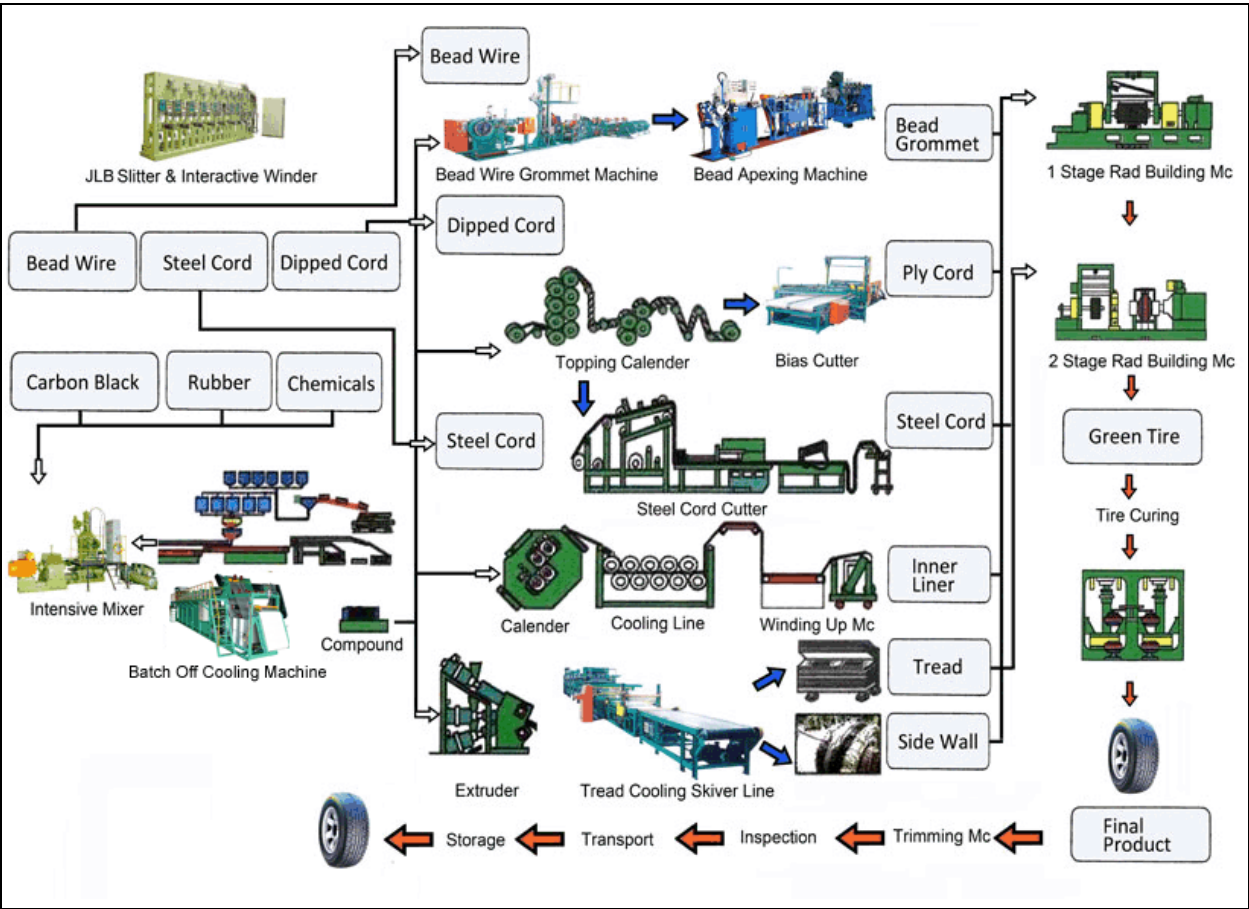 Bead Wire
JLB Slitter & Interactive Winder
Bead Wire Grommet Machine
Bead Apexing Machine
Bead
Grommet
1 Stage Rad Building Mc
Bead Wire
Steel Cord
Dipped Cord
Dipped Cord
Ply Cord
Topping Calender
Bias Cutter
2 Stage Rad Building Mc
Carbon Black
Rubber
Chemicals
Steel Cord
Steel Cord
Green Tire
Steel Cord Cutter
Tire Curing
Intensive Mixer
Batch Off Cooling Machine
Compound
Calender
Cooling Line
Winding Up Mc
Inner
Liner
Tread
Side Wall
Extruder
Tread Cooling Skiver Line
Final
Product
Storage
Transport
Inspection
Trimming Mc